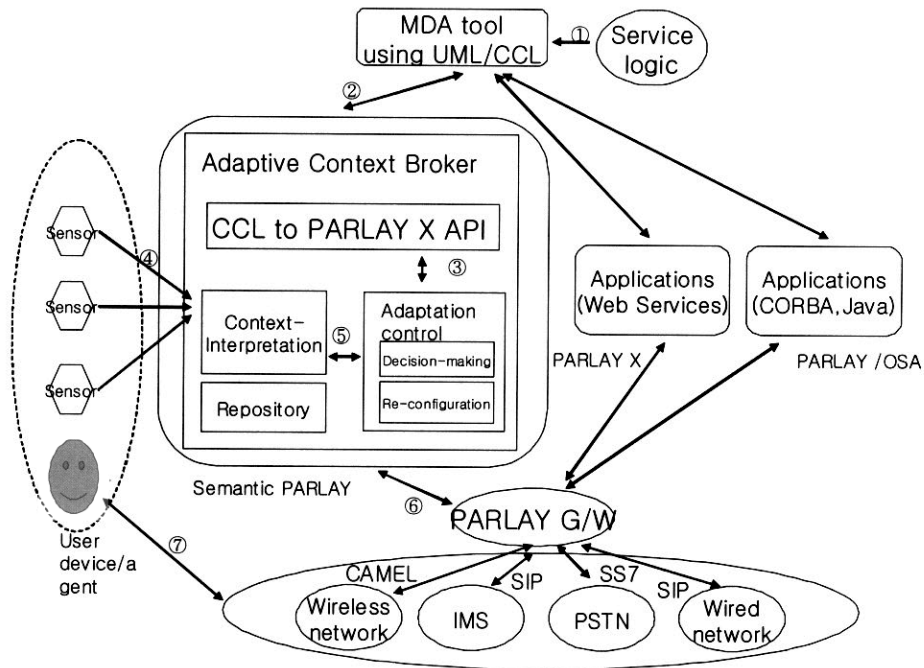 MDA tool
using UML/CCL
①
Service
logic
②
Adaptive Context Broker
CCL to PARLAY X API
③
Sensor
④
Sensor
Sensor
Context-
Interpretation
⑤
Adaptation
control
Decision-making
Re-configuration
Repository
Applications
(Web Services)
Applications
(CORBA,Java)
PARLAY X
PARLAY /OSA
Semantic PARLAY
⑥
PARLAY G/W
User
device/a
gent
⑦
CAMEL
SIP
SS7
SIP
Wireless
network
IMS
PSTN
Wired
network